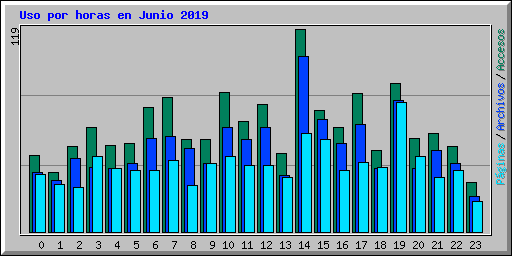 Uso por horas en Junio 2019
119
0 1 2 3 4 5 6 7 8 9 10 11 12 13 14 15 16 17 18 19 20 21 22 23
Páginas / Archivos / Accesos